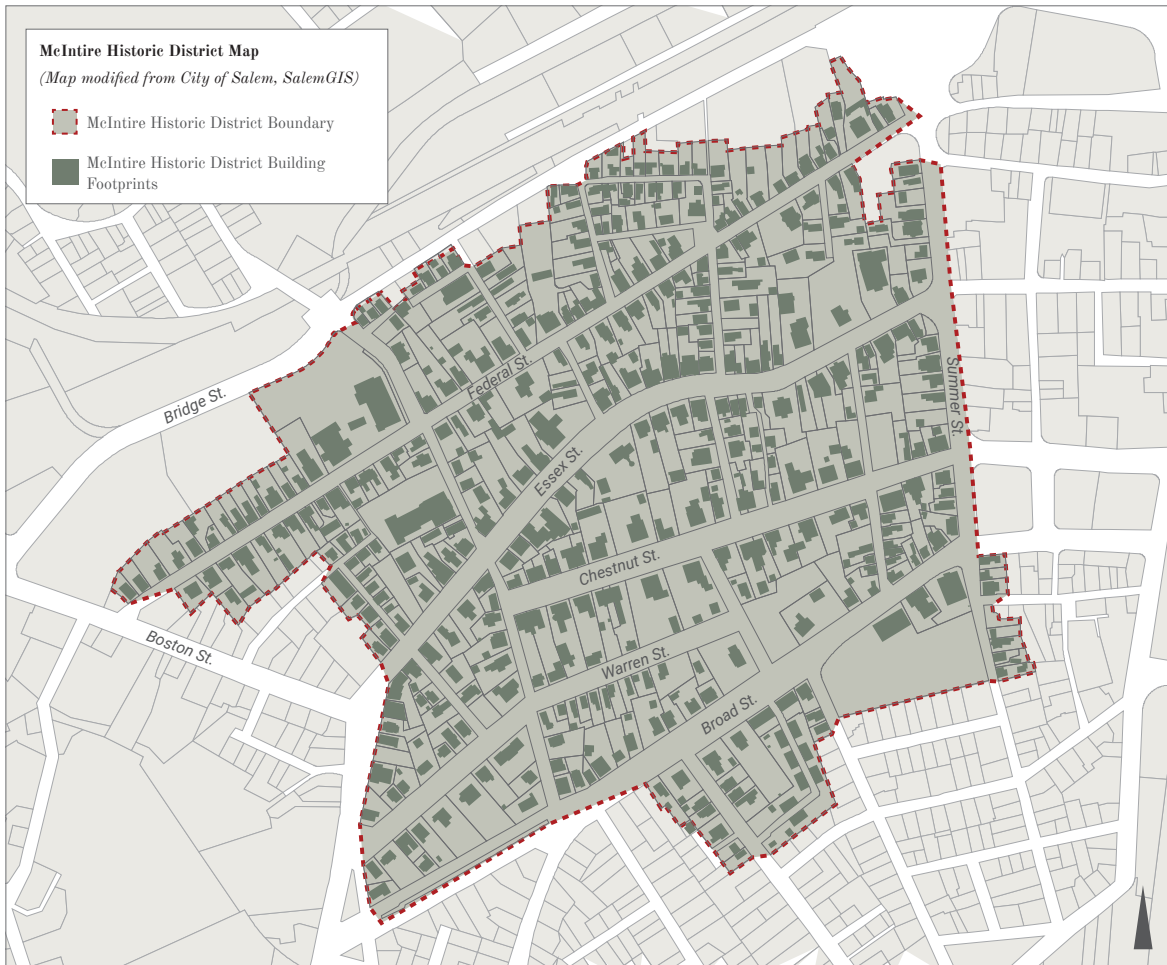 McIntire Historic District Map
(Map modified from City of Salem, SalemGIS)
McIntire Historic District Boundary
McIntire Historic District Building
Footprints
Bridge St.
Federal St.
Summer St.
Essex St.
Chestnut St.
Boston St.
Warren St.
Broad St.